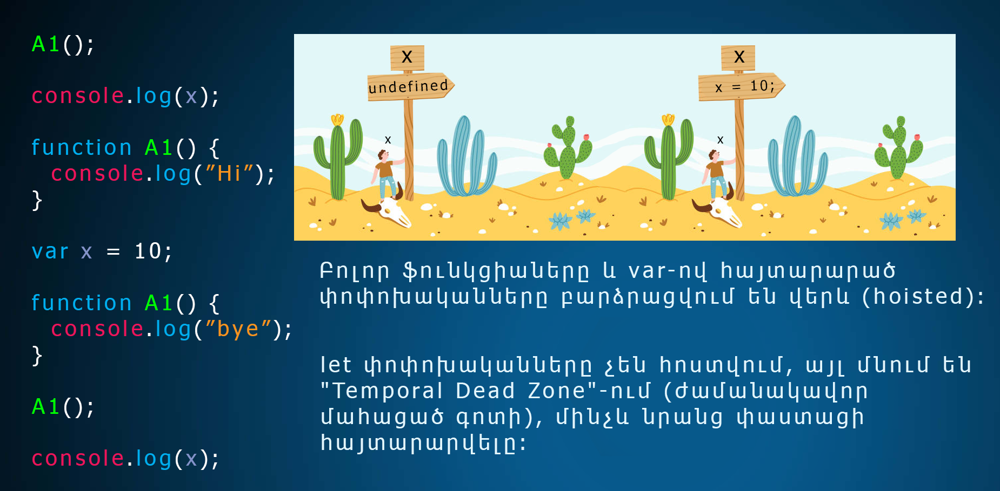 A1();
console.log(x);
function A1() {
console.log(”Hi”);
}
var x = 10;
function A1() {
console.log(”bye”);
}
A1();
console.log(x);
x
undefined
x
x
x = 10;
x
Բոլոր ֆունկցիաները և var-ով հայտարարած
փոփոխականները բարձրացվում են վերև (hoisted):
let փոփոխականները չեն հոստվում, այլ մնում են
"Temporal Dead Zone"-ում (ժամանակավոր
մահացած գոտի), մինչև նրանց փաստացի
հայտարարվելը: